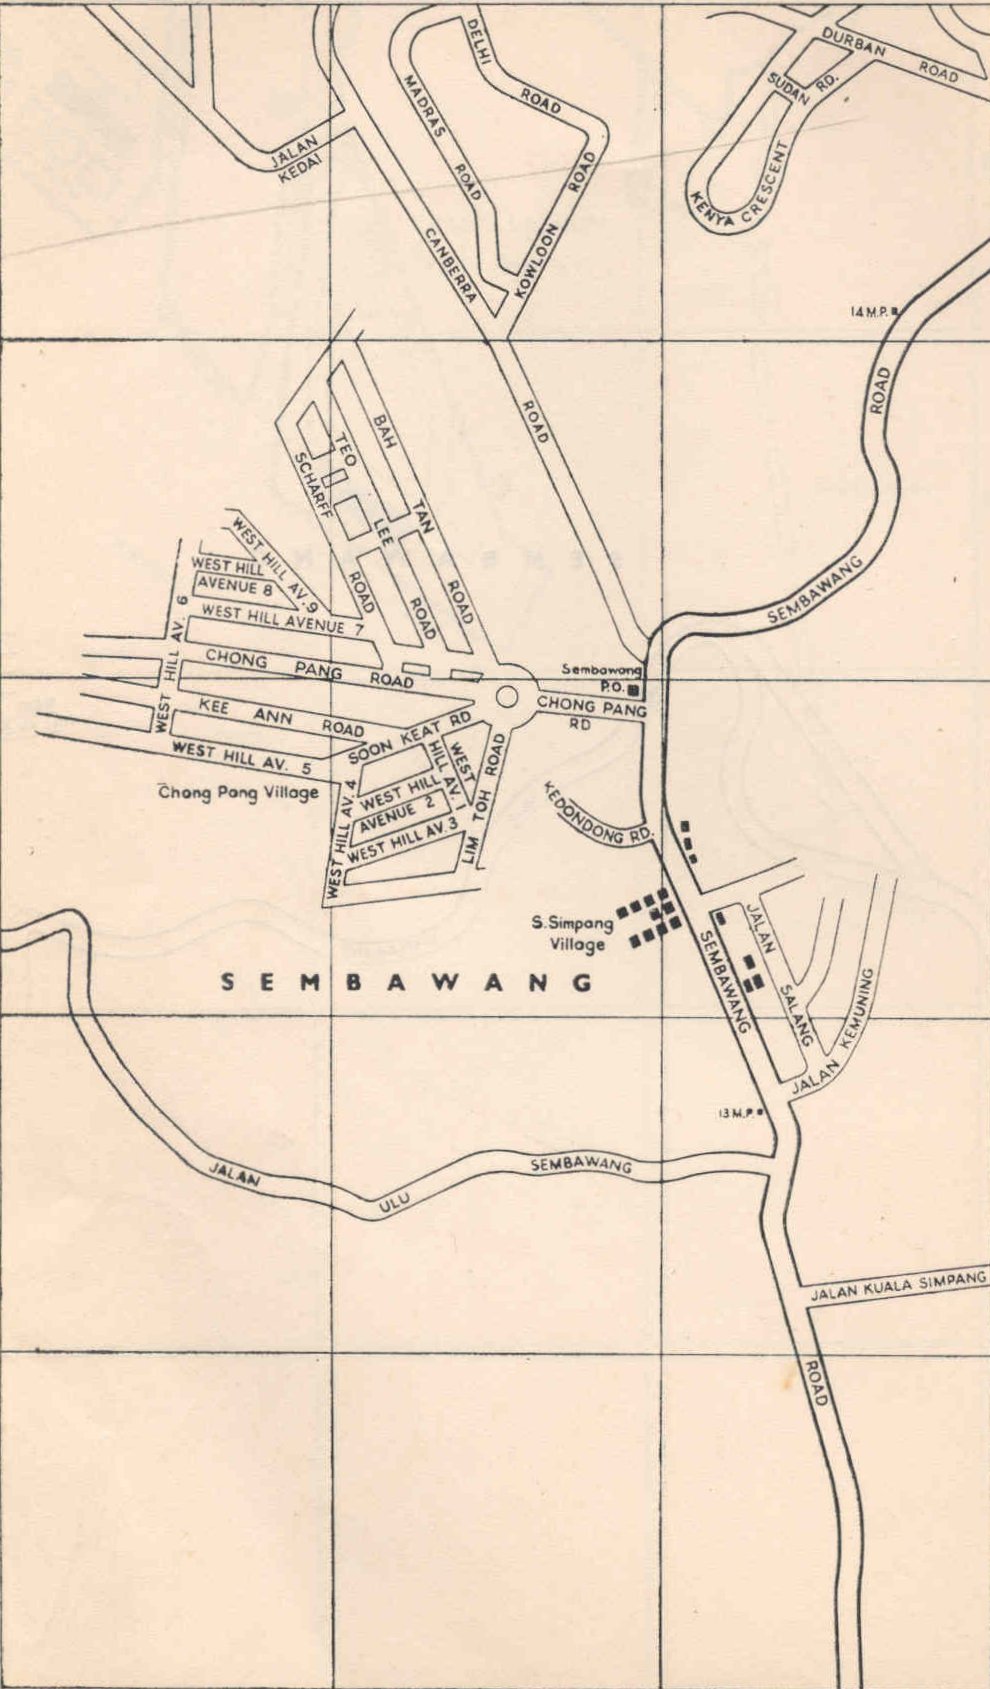 DELHI ROAD
DURBAN ROAD
SUDAN RD.
MADRAS ROAD
JALAN KEDAI
KOWLOON ROAD
KENYA CRESCENT
CANBERRA ROAD
14 M.P.
SEMBAWANG ROAD
BAH TAN ROAD
TEO LEE ROAD
SCHARFF ROAD
WEST HILL AV. 9
WEST HILL
AVENUE 8
WEST HILL AVENUE 7
WEST HILL AV. 6
CHONG PANG ROAD
Sembawang
P.O.
CHONG PANG
RD
KEE ANN ROAD
SOON KEAT RD
WEST HILL AV. 5
WEST
HILL AV. 1
LIM TOH ROAD
Chong Pang Village
WEST HILL AV. 4
WEST HILL
AVENUE 2
WEST HILL AV. 3
KEDONDONG RD.
S. Simpang
Village
SEMBAWANG
JALAN SALANG
JALAN KEMUNING
SEMBAWANG
13 M.P.
JALAN ULU SEMBAWANG
JALAN KUALA SIMPANG
ROAD